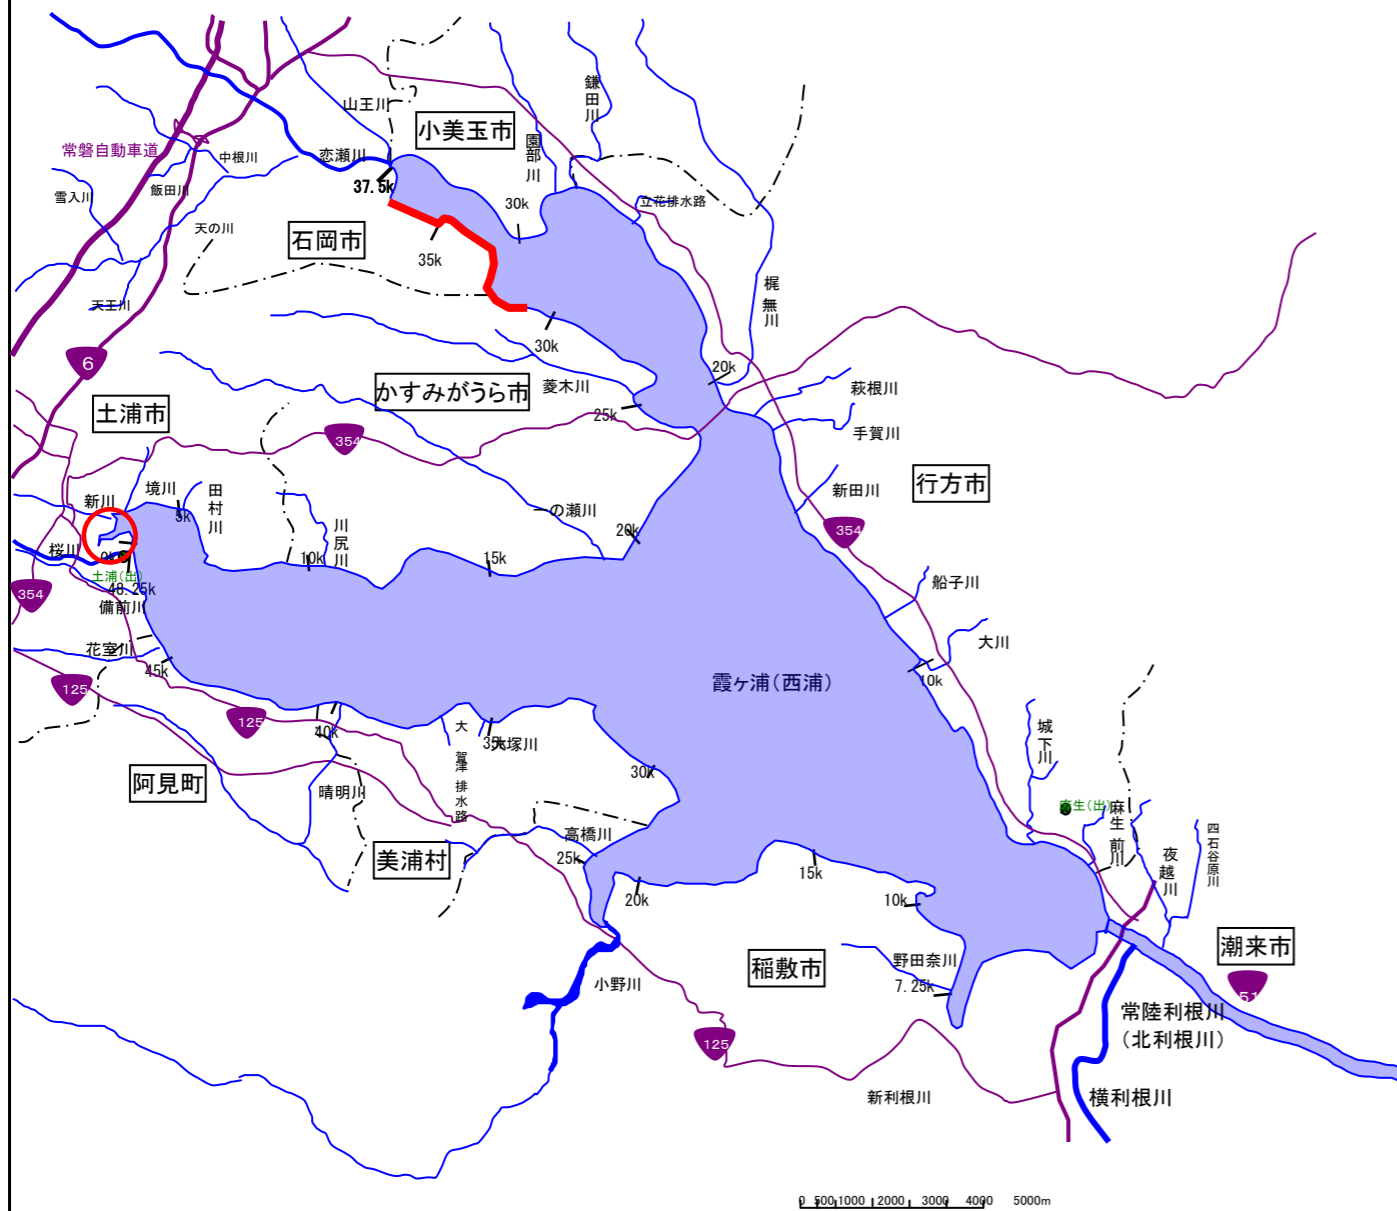 鎌田川
山王川
小美玉市
園部川
常磐自動車道
中根川
恋瀬川
37.5k
飯田川
雪入川
立花排水路
30k
天の川
石岡市
35k
梶無川
天王川
30k
6
20k
かすみがうら市
菱木川
萩根川
土浦市
25k
354
手賀川
行方市
新田川
境川
田村川
新川
5k
一の瀬川
川尻川
20k
354
桜川
0k
10k
15k
土浦(出)
48.25k
354
備前川
船子川
花室川
大川
45k
霞ヶ浦(西浦)
10k
125
125
40k
大賀津排水路
35k
大塚川
城下川
30k
阿見町
晴明川
麻生(出)
麻生前川
高橋川
四石谷原川
夜越川
美浦村
25k
15k
20k
10k
潮来市
稲敷市
野田奈川
7.25k
小野川
51
常陸利根川
(北利根川)
125
新利根川
横利根川
0 500 1000 2000 3000 4000 5000m